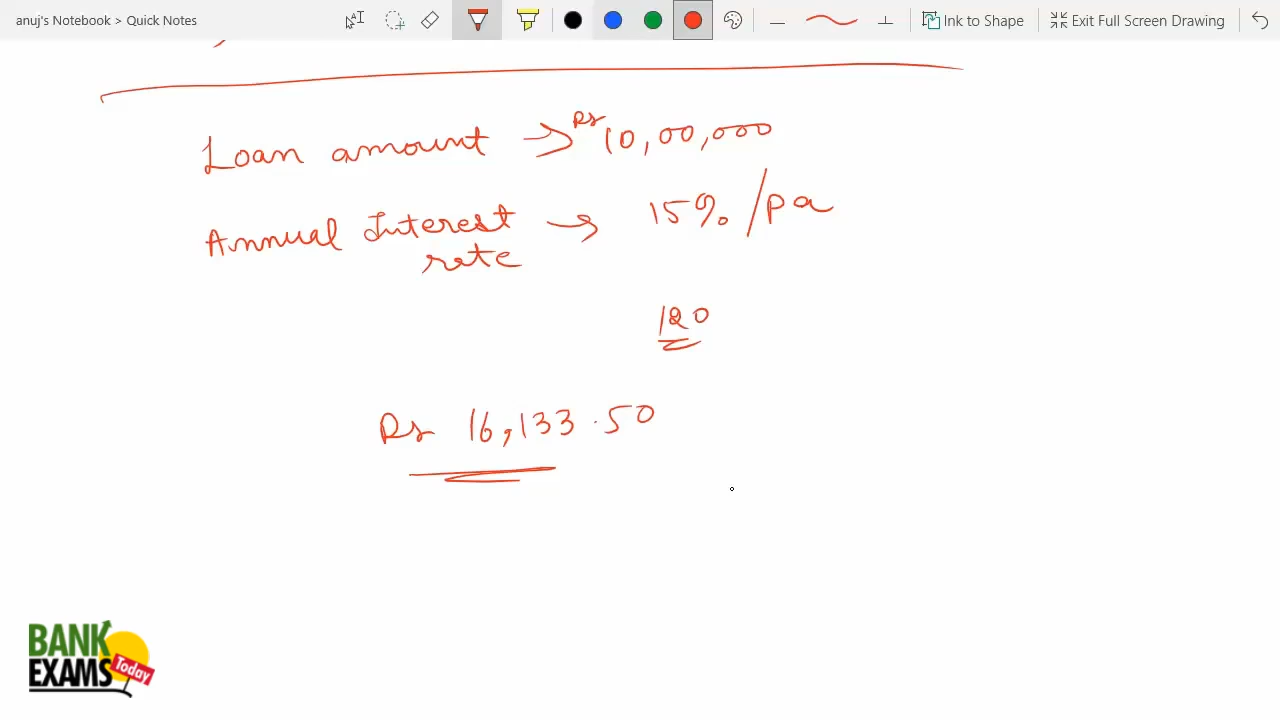 anuj's Notebook > Quick Notes Ink to Shape Exit Full Screen Drawing
Loan amount → Rs 10,00,000
Annual Interest → 15% /pa
rate
120
Rs 16,133.50
BANK
EXAMS Today